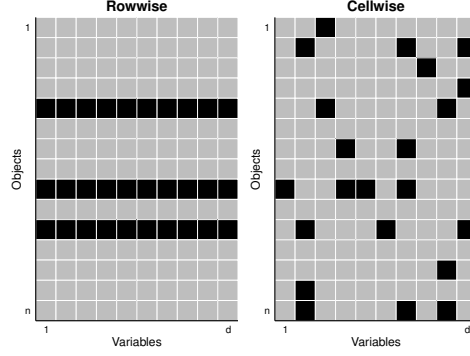 Rowwise
Cellwise
1
Objects
n
1
d
Variables
1
Objects
n
1
d
Variables